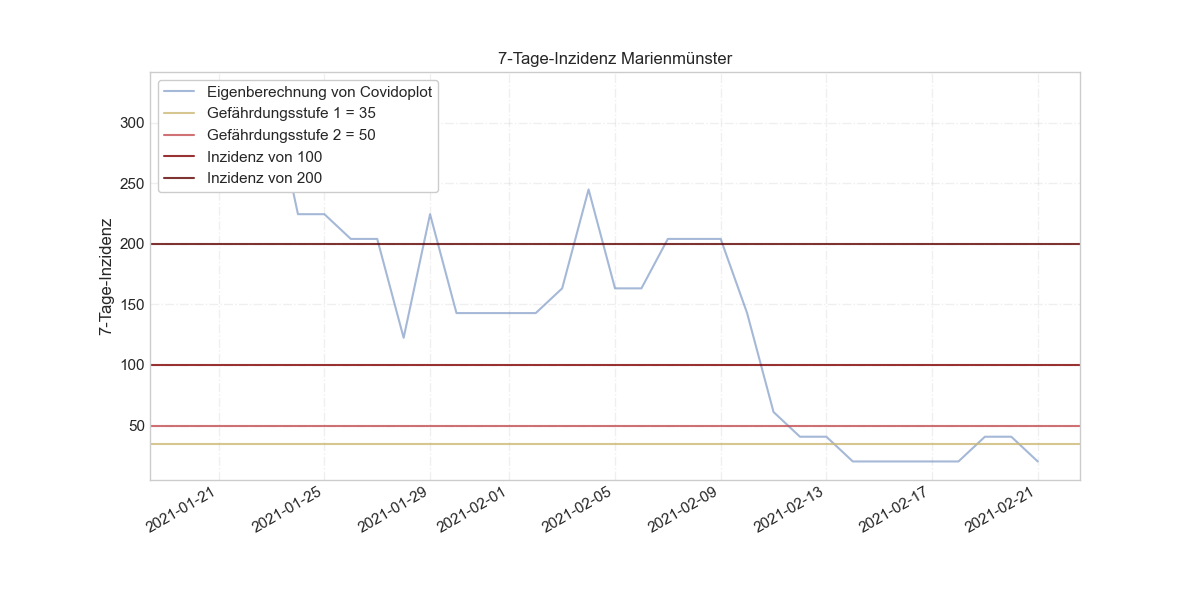 7-Tage-Inzidenz Marienmünster
Eigenberechnung von Covidoplot
Gefährdungsstufe 1 = 35
Gefährdungsstufe 2 = 50
Inzidenz von 100
Inzidenz von 200
7-Tage-Inzidenz
300
250
200
150
100
50
2021-01-21
2021-01-25
2021-01-29
2021-02-01
2021-02-05
2021-02-09
2021-02-13
2021-02-17
2021-02-21